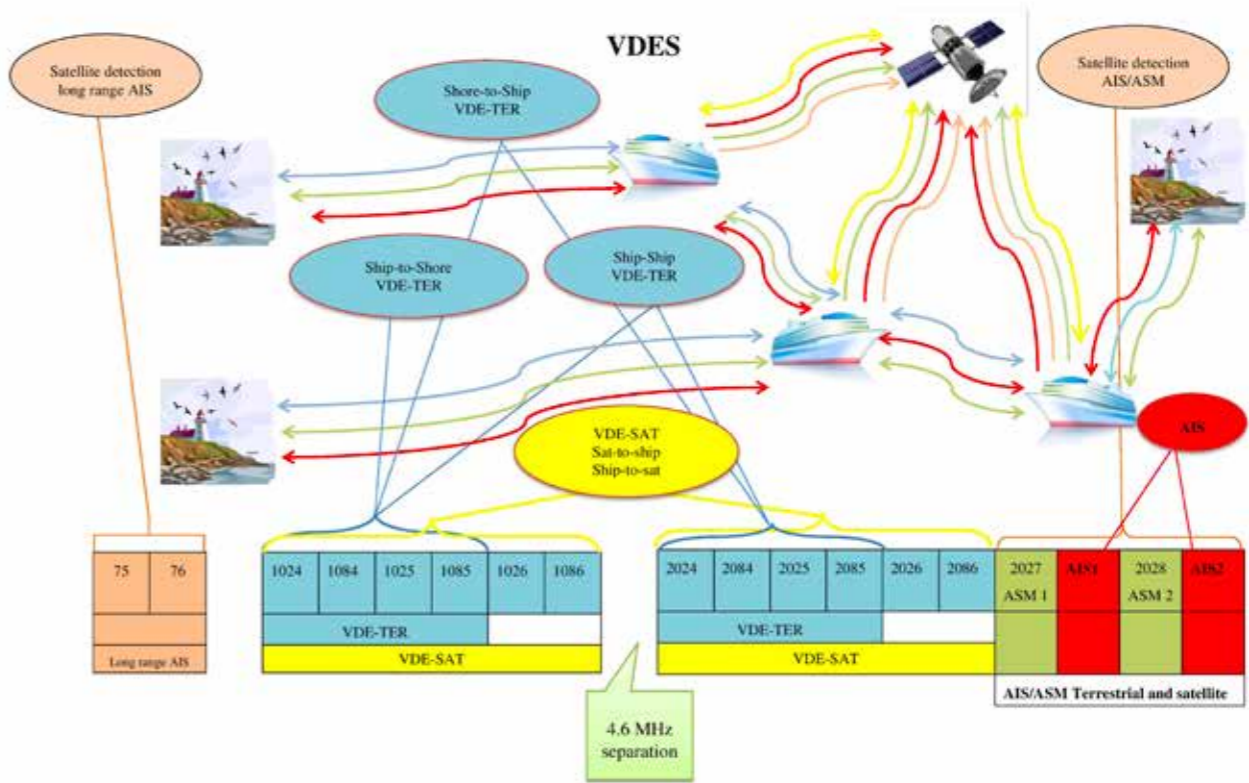 VDES
Satellite detection
long range AIS
Shore-to-Ship
VDE-TER
Satellite detection
AIS/ASM
Ship-to-Shore
VDE-TER
Ship-Ship
VDE-TER
VDE-SAT
Sat-to-ship
Ship-to-sat
AIS
75 76
1024 1084 1025 1085 1026 1086
2024 2084 2025 2085 2026 2086
2027 AIS1 2028 AIS2
ASM 1 ASM 2
VDE-TER
VDE-TER
Long range AIS
VDE-SAT
VDE-SAT
AIS/ASM Terrestrial and satellite
4.6 MHz
separation